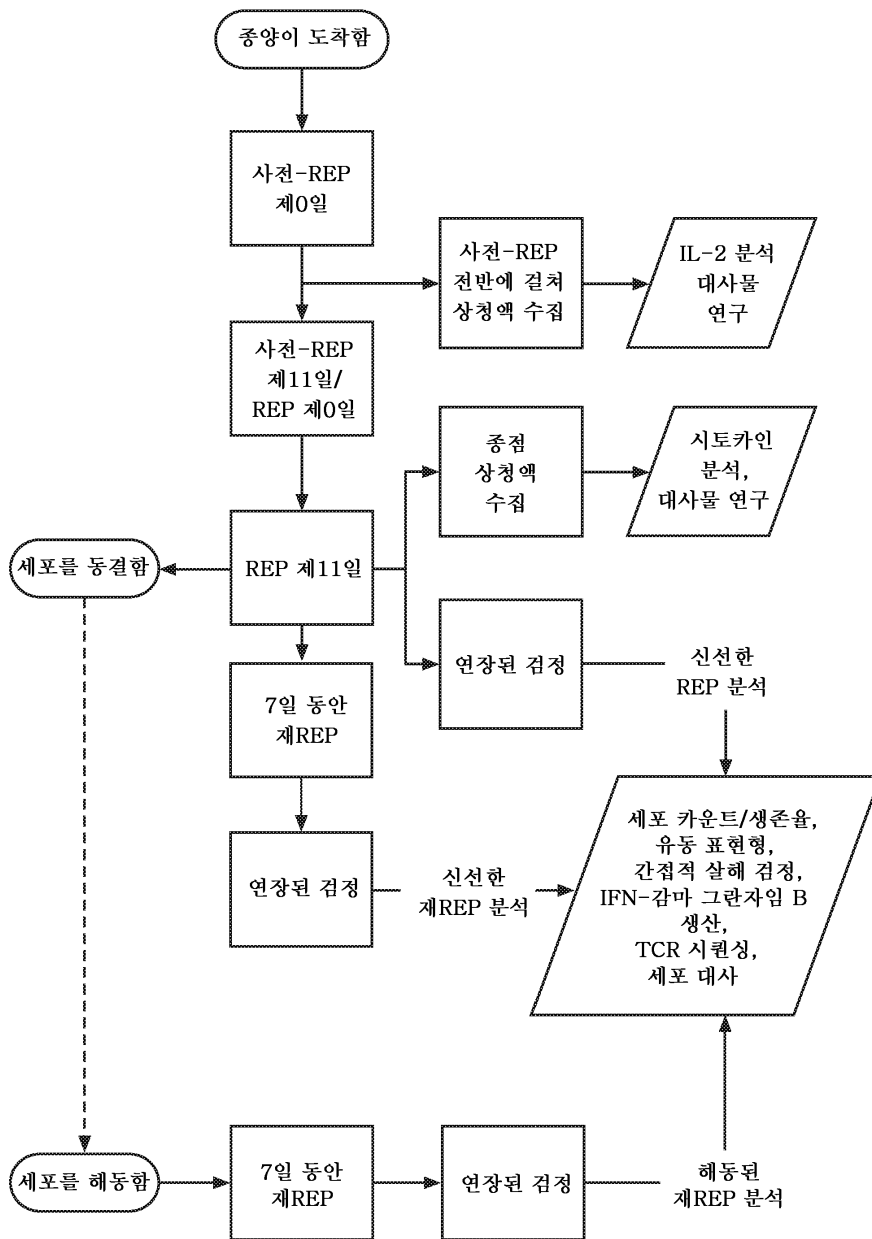 종양이 도착함
사전-REP
제0일
사전-REP
전반에 걸쳐
상청액 수집
IL-2 분석
대사물
연구
사전-REP
제11일/
REP 제0일
종점
상청액
수집
시토카인
분석,
대사물 연구
세포를 동결함
REP 제11일
연장된 검정
신선한
REP 분석
7일 동안
재REP
세포 카운트/생존율,
유동 표현형,
간접적 살해 검정,
IFN-감마 그란자임 B
생산,
TCR 시퀀싱,
세포 대사
연장된 검정
신선한
재REP 분석
세포를 해동함
7일 동안
재REP
연장된 검정
해동된
재REP 분석